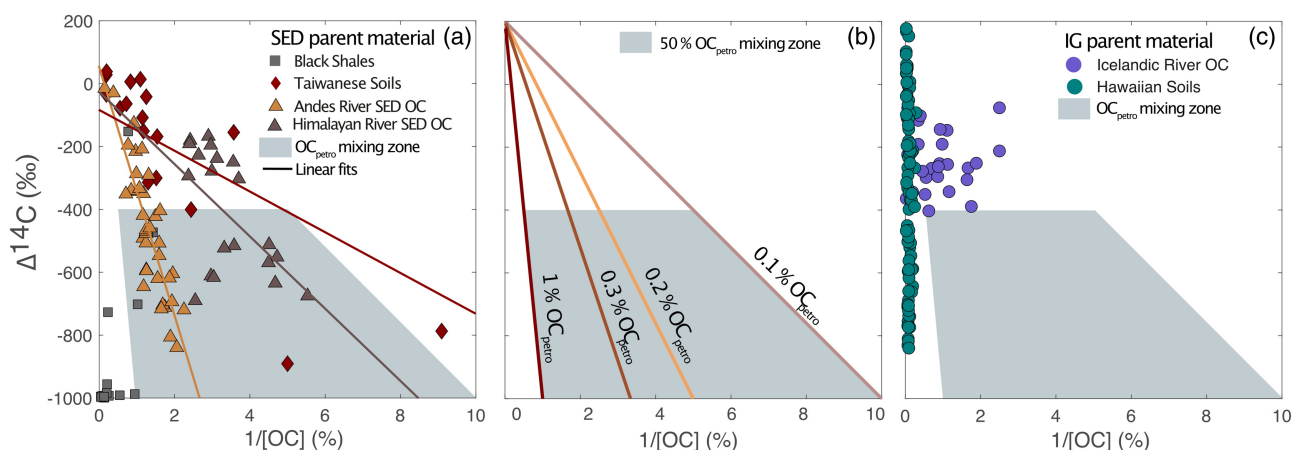 SED parent material (a)
Black Shales
Taiwanese Soils
Andes River SED OC
Himalayan River SED OC
OCpetro mixing zone
Linear fits
200
0
-200
-400
-600
-800
-1000
Δ14C (‰)
0 2 4 6 8 10
1/[OC] (%)
(b)
50 % OCpetro mixing zone
1 % OCpetro
0.3 % OCpetro
0.2 % OCpetro
0.1 % OCpetro
0 2 4 6 8 10
1/[OC] (%)
IG parent material (c)
Icelandic River OC
Hawaiian Soils
OCpetro mixing zone
0 2 4 6 8 10
1/[OC] (%)